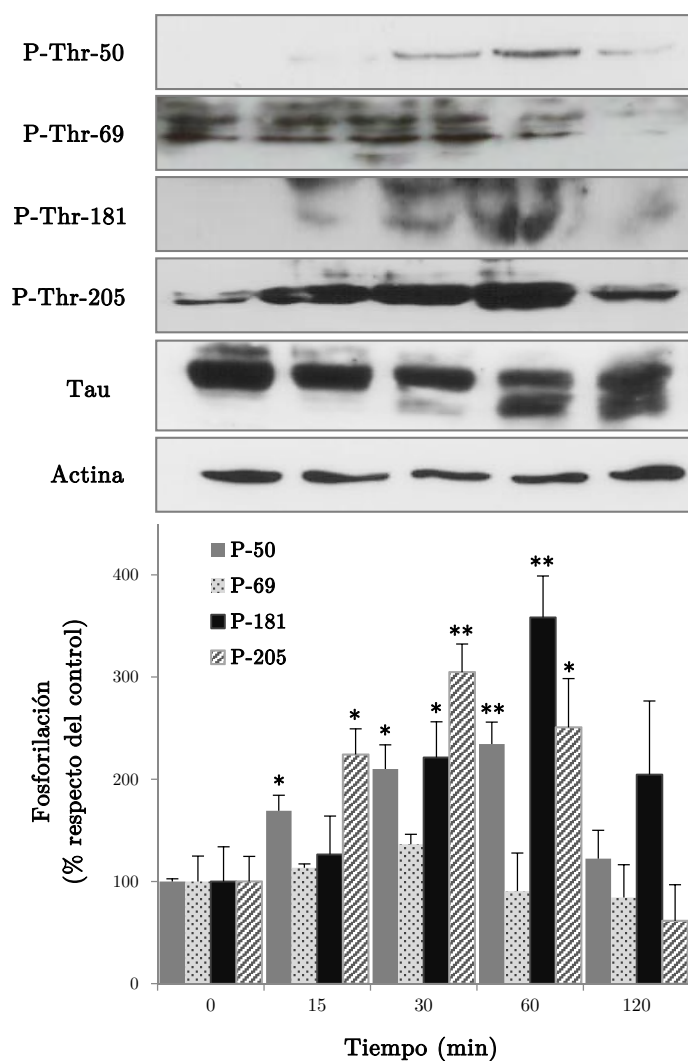 P-Thr-50
P-Thr-69
P-Thr-181
P-Thr-205
Tau
Actina
P-50
P-69
P-181
P-205
400
300
200
100
0
* * * * ** ** ** *
Fosforilación
(% respecto del control)
0 15 30 60 120
Tiempo (min)